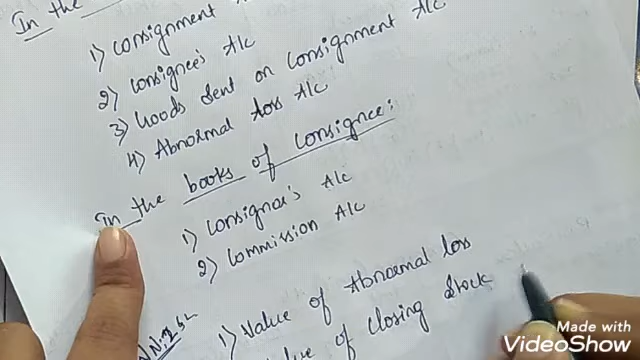 In the
1) Consignment A
2) Consignee's A/c
3) Goods sent on Consignment A/c
4) Abnormal loss A/c
In the books of Consignee:
1) Consignor's A/c
2) Commission A/c
1) Value of Abnormal loss
Value of Closing Stock
Made with
VideoShow